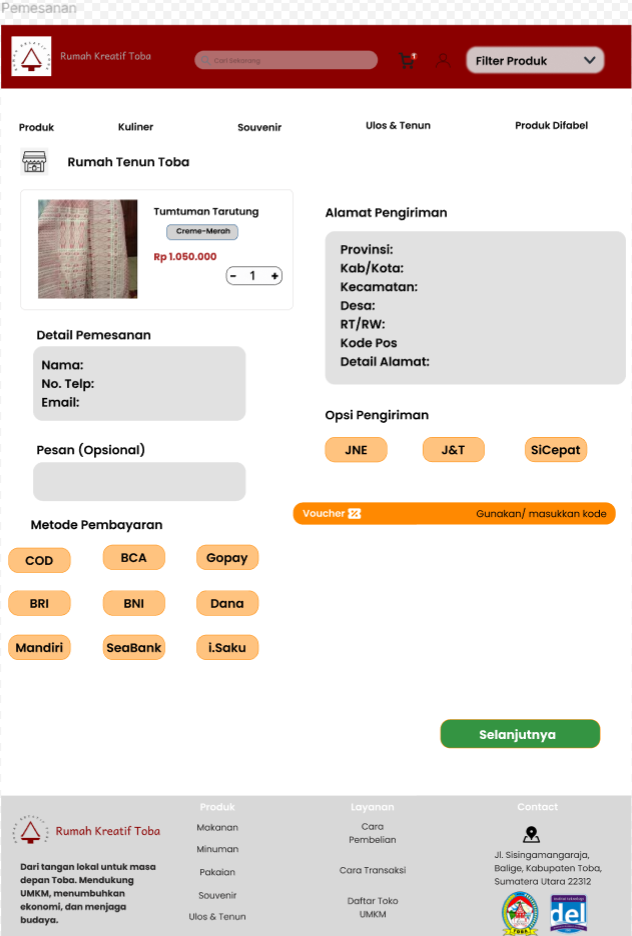 Pemesanan
Rumah Kreatif Toba
Cari Sekarang
1
Filter Produk
Produk
Kuliner
Souvenir
Ulos & Tenun
Produk Difabel
Rumah Tenun Toba
Tumtuman Tarutung
Creme-Merah
Rp 1.050.000
- 1 +
Alamat Pengiriman
Provinsi:
Kab/Kota:
Kecamatan:
Desa:
RT/RW:
Kode Pos
Detail Alamat:
Detail Pemesanan
Nama:
No. Telp:
Email:
Opsi Pengiriman
JNE
J&T
SiCepat
Pesan (Opsional)
Voucher
Gunakan/ masukkan kode
Metode Pembayaran
COD
BCA
Gopay
BRI
BNI
Dana
Mandiri
SeaBank
i.Saku
Selanjutnya
Rumah Kreatif Toba
Dari tangan lokal untuk masa
depan Toba. Mendukung
UMKM, menumbuhkan
ekonomi, dan menjaga
budaya.
Produk
Makanan
Minuman
Pakaian
Souvenir
Ulos & Tenun
Layanan
Cara
Pembelian
Cara Transaksi
Daftar Toko
UMKM
Contact
Jl. Sisingamangaraja,
Balige, Kabupaten Toba,
Sumatera Utara 22312
TOBA
del